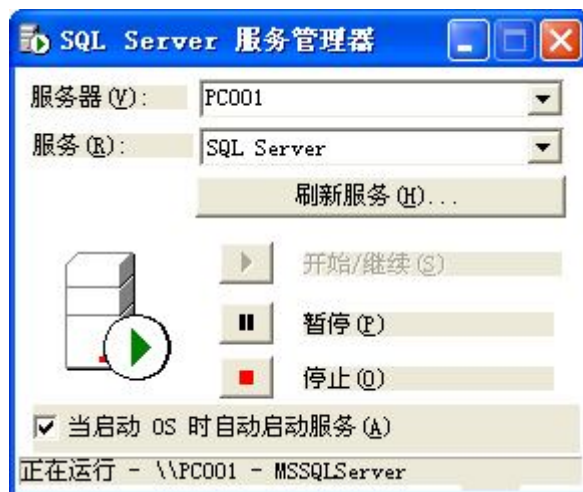 SQL Server 服务管理器
服务器(V): PC001
服务(R): SQL Server
刷新服务(H)...
开始/继续(S)
暂停(P)
停止(O)
当启动 OS 时自动启动服务(A)
正在运行 - \\PC001 - MSSQLServer